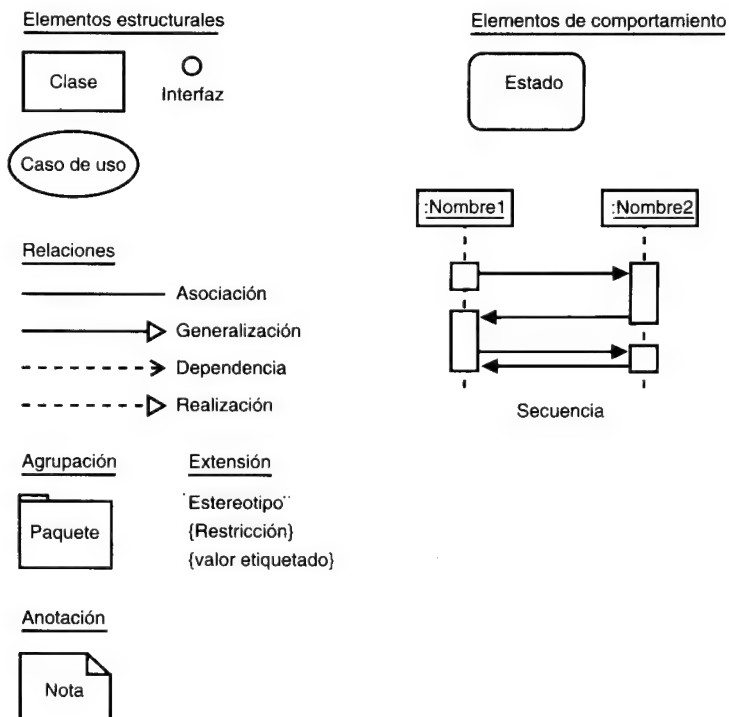 Elementos estructurales
Clase
Interfaz
Caso de uso
Relaciones
Asociación
Generalización
Dependencia
Realización
Agrupación
Paquete
Extensión
¨Estereotipo¨
{Restricción}
{valor etiquetado}
Anotación
Nota
Elementos de comportamiento
Estado
:Nombre1
:Nombre2
Secuencia